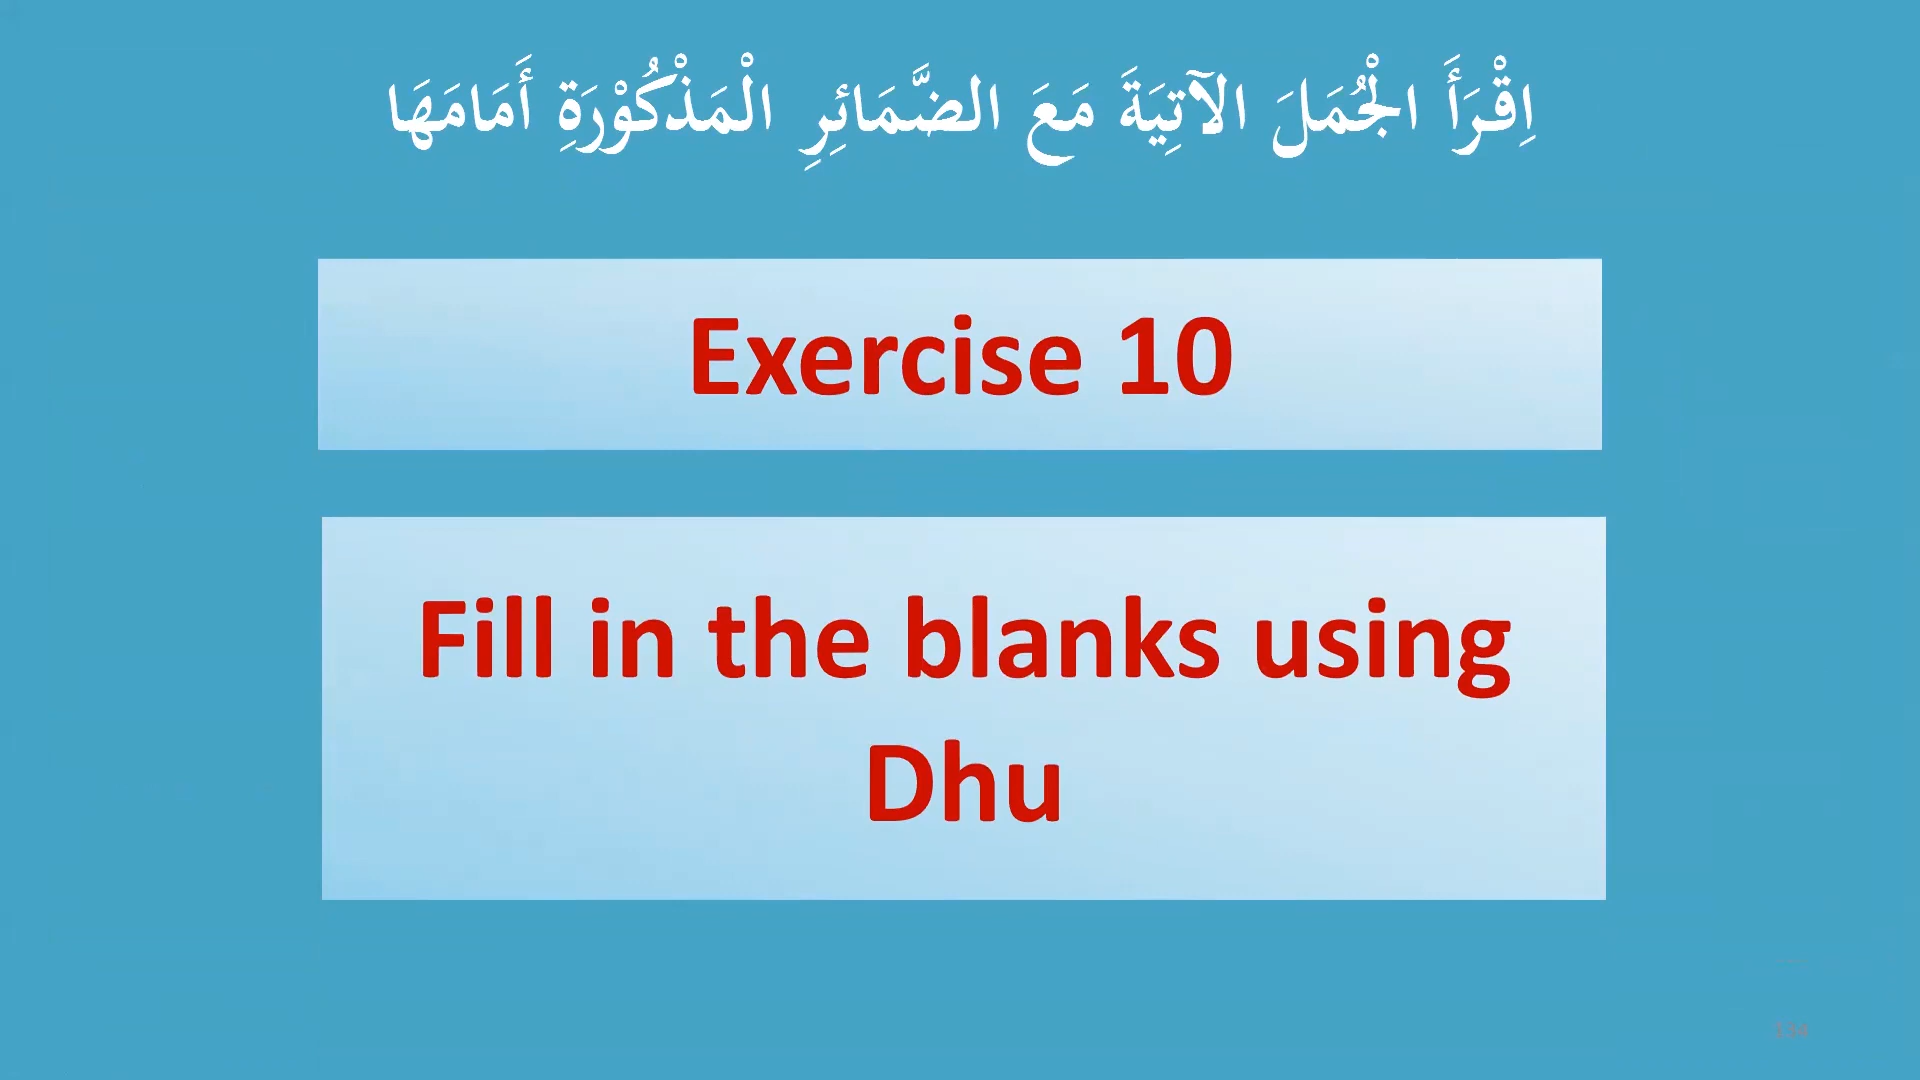 اِقْرَأَ الْجُمَلَ الآتِيَةَ مَعَ الضَّمَائِرِ الْمَذْكُوْرَةِ أَمَامَهَا
Exercise 10
Fill in the blanks using
Dhu